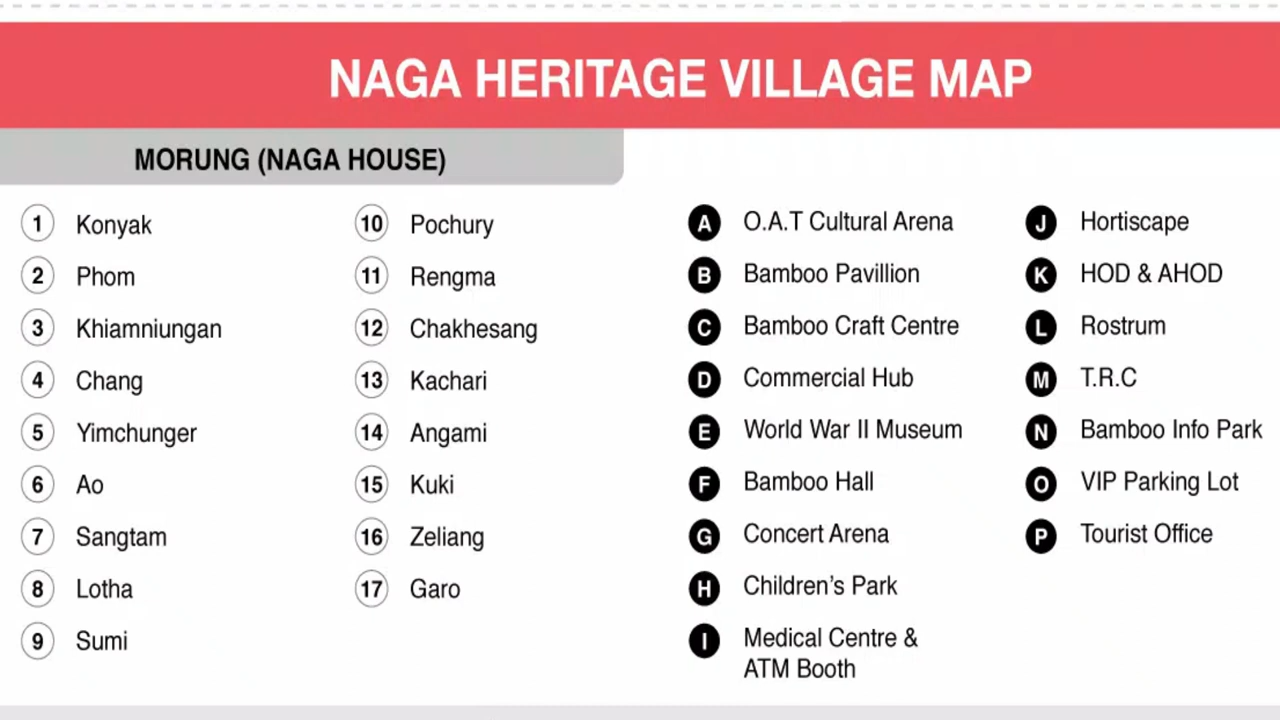 NAGA HERITAGE VILLAGE MAP
MORUNG (NAGA HOUSE)
1 Konyak
2 Phom
3 Khiamniungan
4 Chang
5 Yimchunger
6 Ao
7 Sangtam
8 Lotha
9 Sumi
10 Pochury
11 Rengma
12 Chakhesang
13 Kachari
14 Angami
15 Kuki
16 Zeliang
17 Garo
A O.A.T Cultural Arena
B Bamboo Pavillion
C Bamboo Craft Centre
D Commercial Hub
E World War II Museum
F Bamboo Hall
G Concert Arena
H Children’s Park
I Medical Centre &
ATM Booth
J Hortiscape
K HOD & AHOD
L Rostrum
M T.R.C
N Bamboo Info Park
O VIP Parking Lot
P Tourist Office